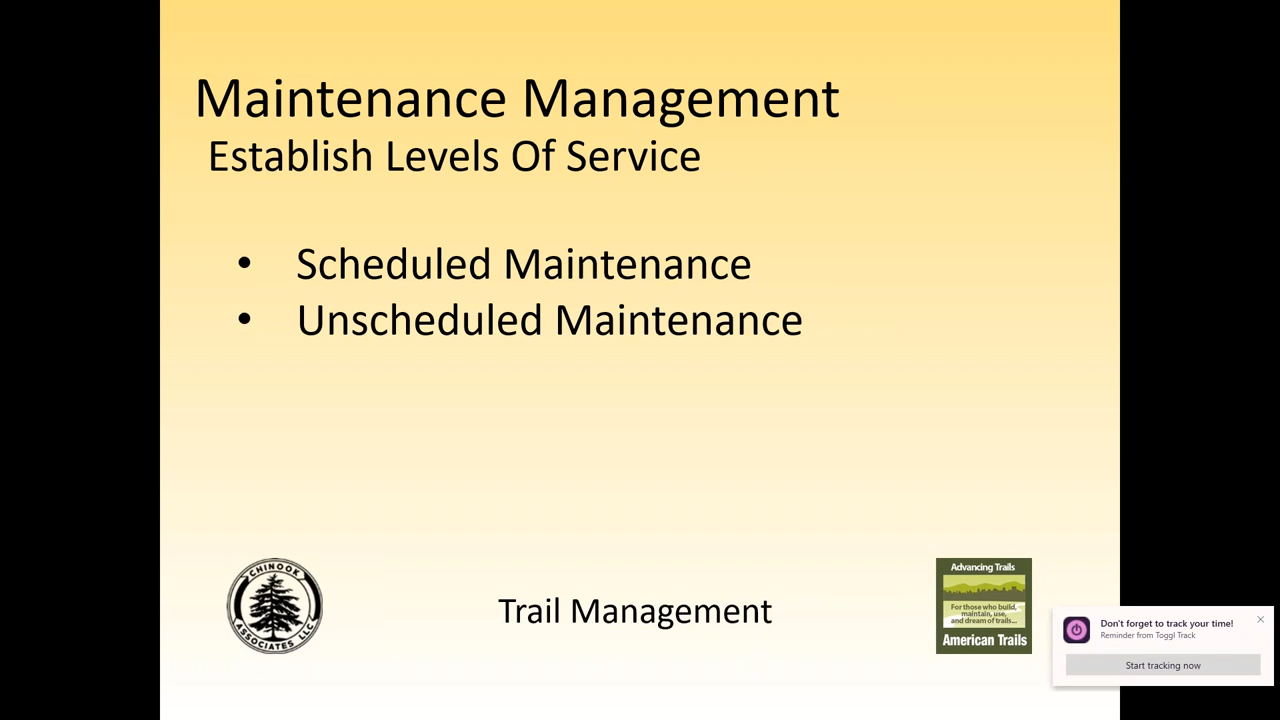 Maintenance Management
Establish Levels Of Service
• Scheduled Maintenance
• Unscheduled Maintenance
CHINOOK
ASSOCIATES LLC
Trail Management
Advancing Trails
For those who build,
maintain, use,
and dream of trails...
American Trails
Don't forget to track your time!
Reminder from Toggl Track
Start tracking now